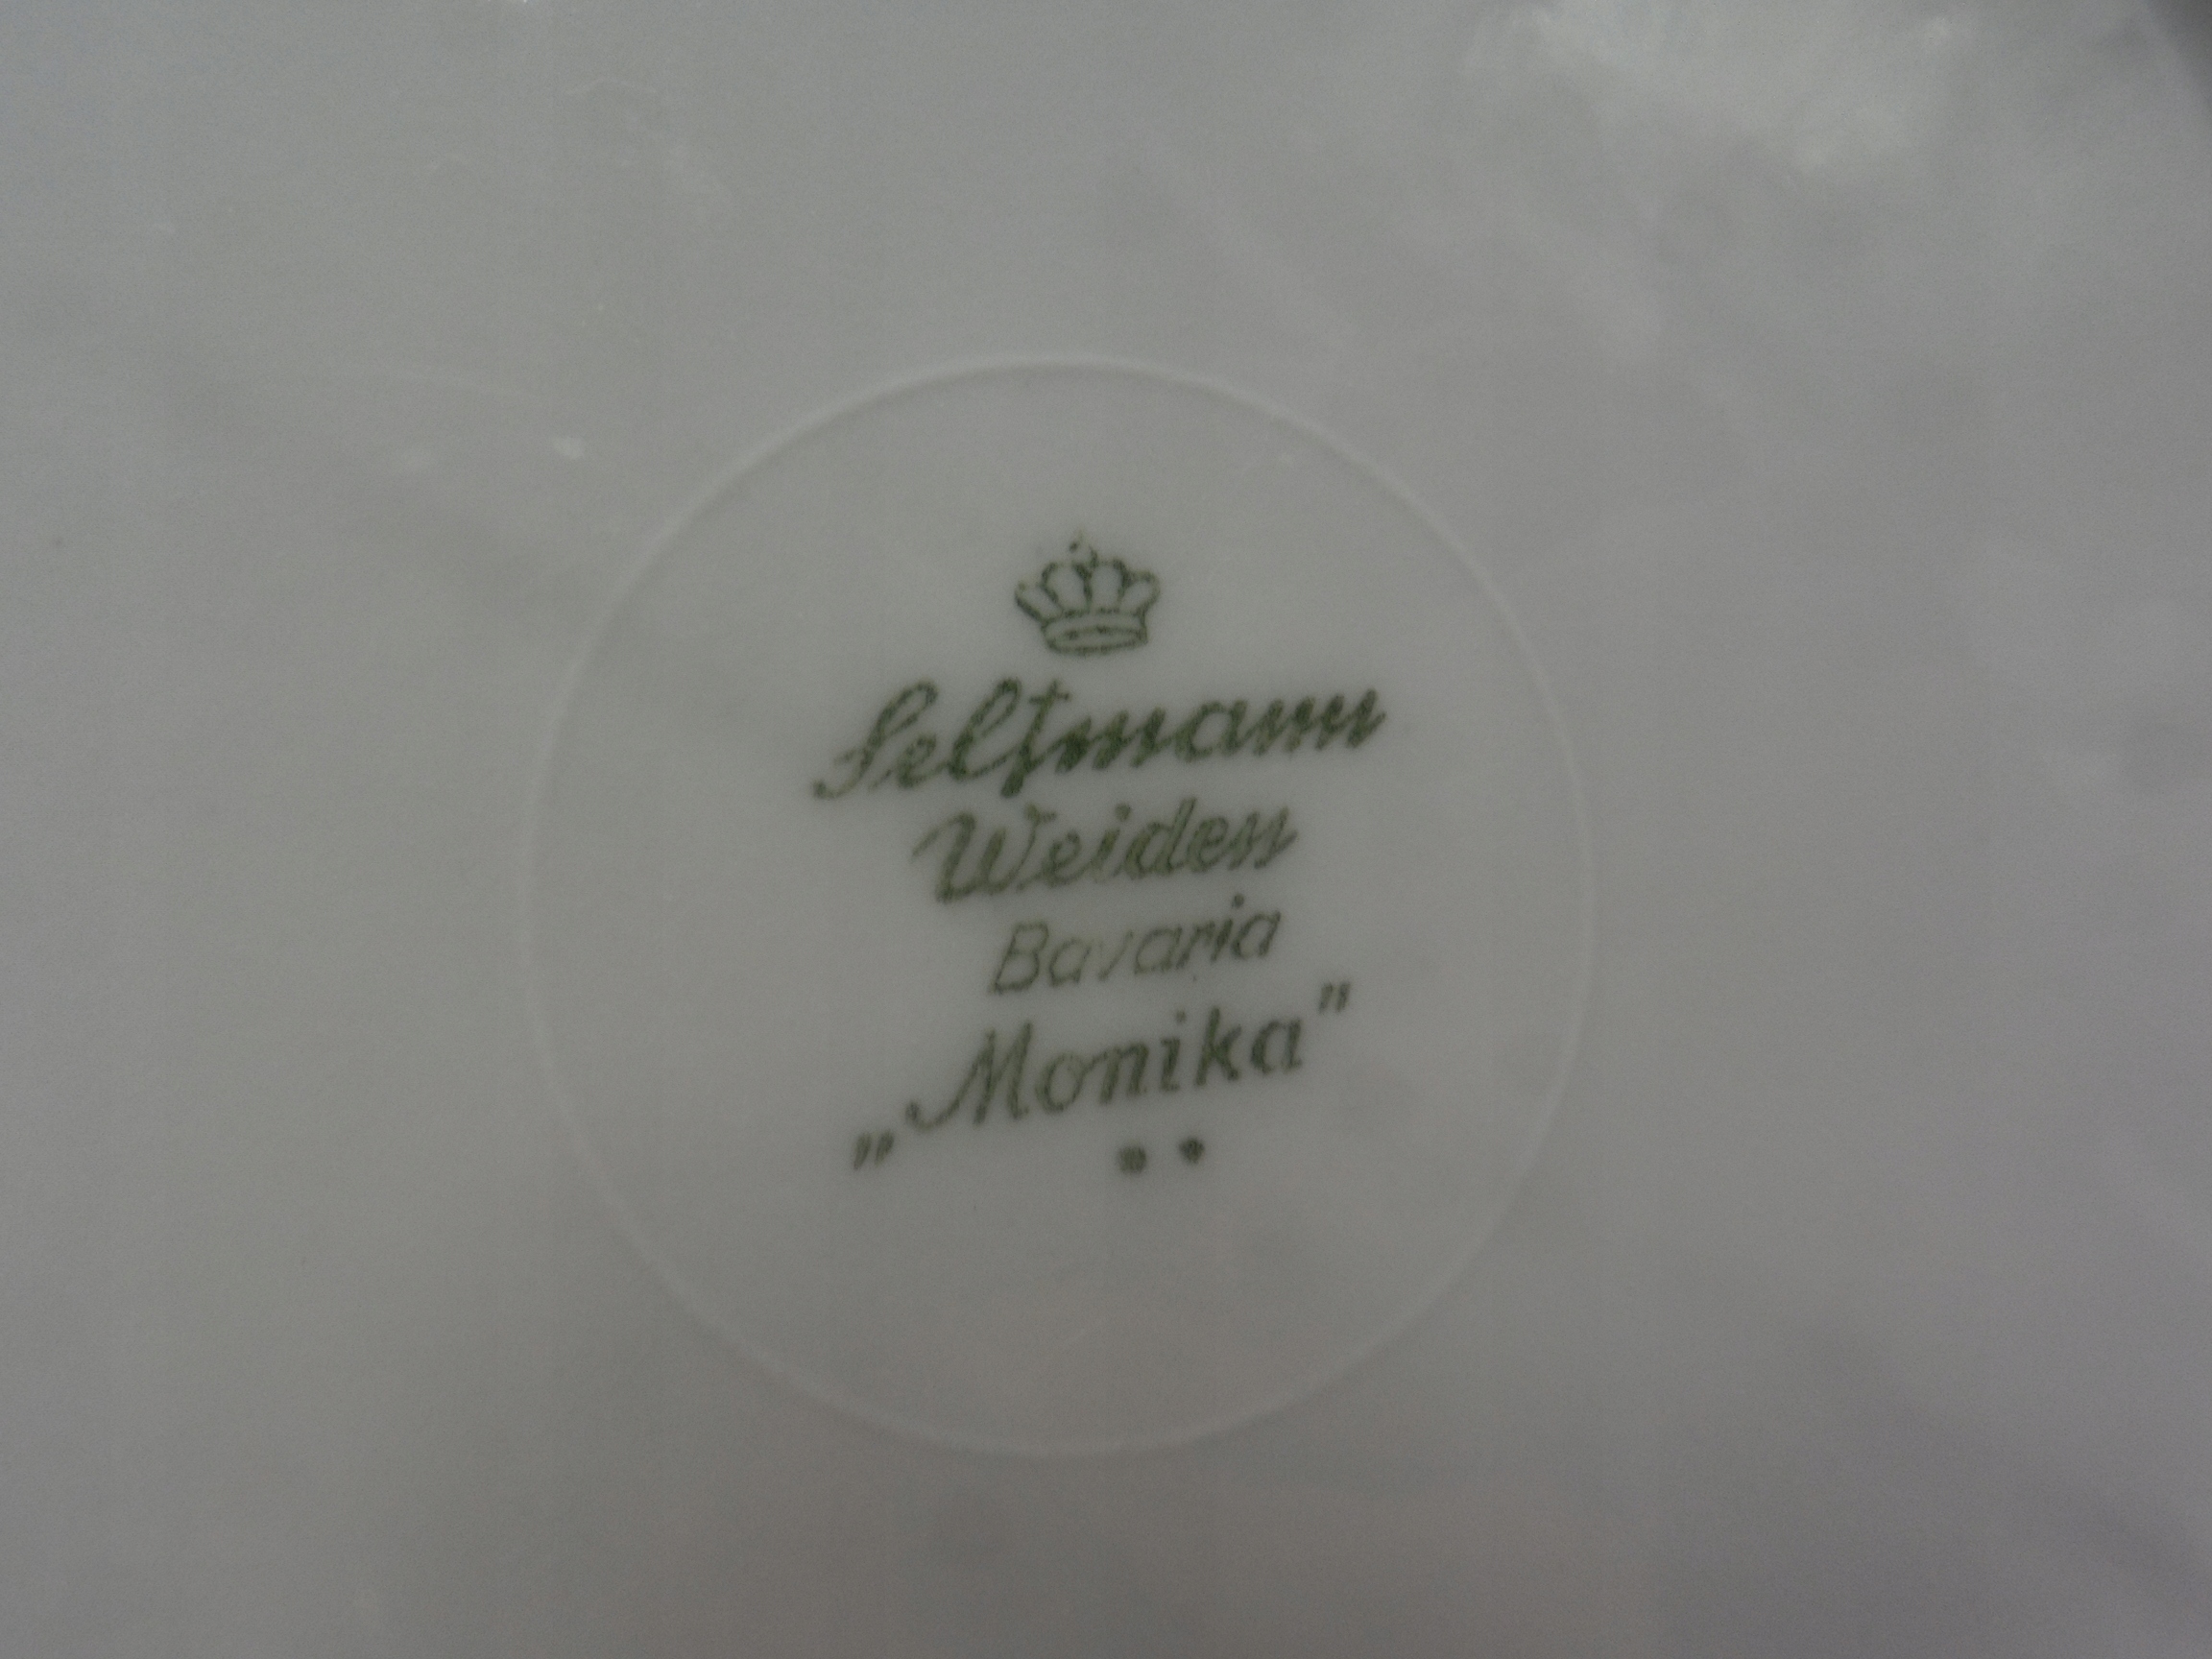 Seltmann
Weiden
Bavaria
„Monika"